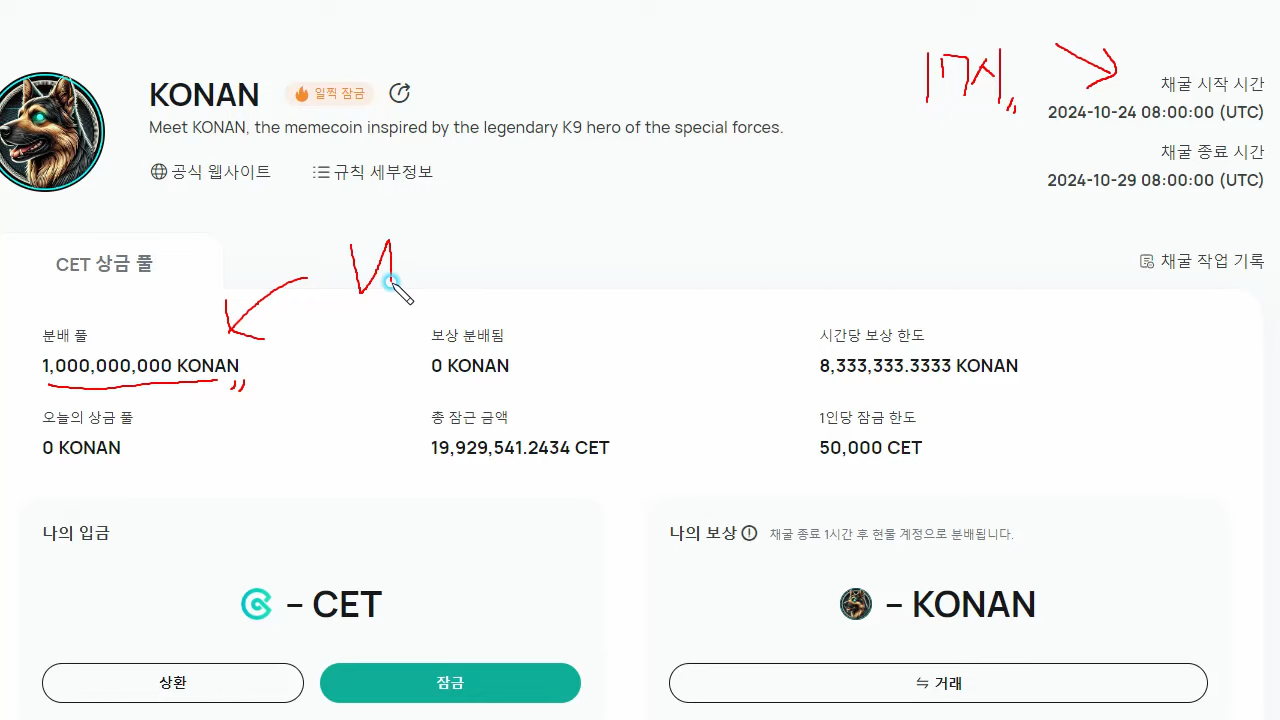 KONAN
일찍 잠금
Meet KONAN, the memecoin inspired by the legendary K9 hero of the special forces.
공식 웹사이트
규칙 세부정보
17시,,
채굴 시작 시간
2024-10-24 08:00:00 (UTC)
채굴 종료 시간
2024-10-29 08:00:00 (UTC)
CET 상금 풀
채굴 작업 기록
분배 풀
1,000,000,000 KONAN
보상 분배됨
0 KONAN
시간당 보상 한도
8,333,333.3333 KONAN
오늘의 상금 풀
0 KONAN
총 잠근 금액
19,929,541.2434 CET
1인당 잠금 한도
50,000 CET
나의 입금
– CET
상환
잠금
나의 보상
채굴 종료 1시간 후 현물 계정으로 분배됩니다.
– KONAN
거래